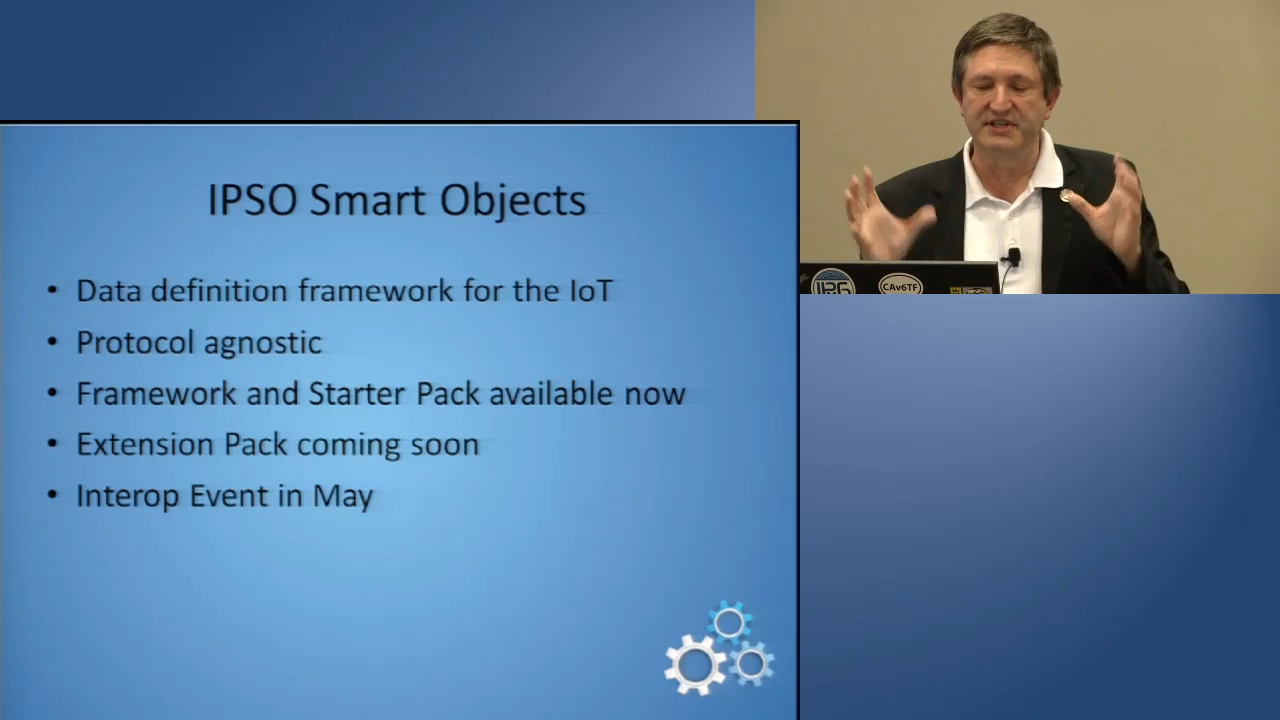 IPSO Smart Objects
• Data definition framework for the IoT
• Protocol agnostic
• Framework and Starter Pack available now
• Extension Pack coming soon
• Interop Event in May
CAv6TF